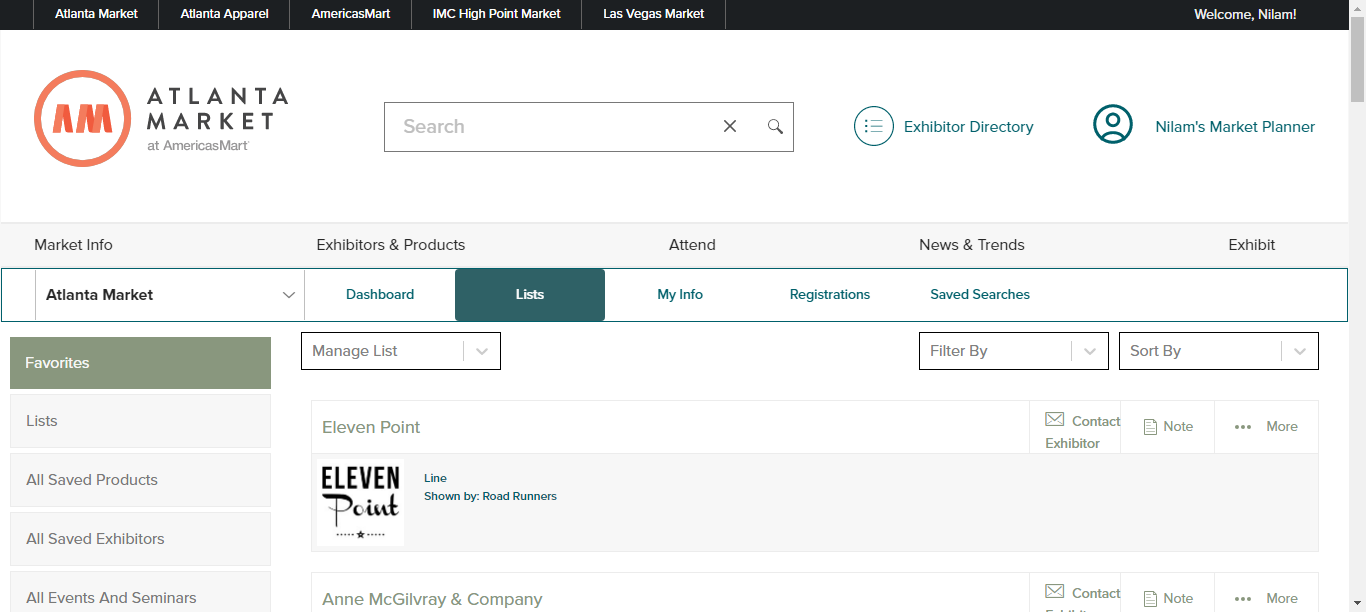 Atlanta Market
Atlanta Apparel
AmericasMart
IMC High Point Market
Las Vegas Market
Welcome, Nilam!
AM
ATLANTA
MARKET
at AmericasMart
Search
Exhibitor Directory
Nilam's Market Planner
Market Info
Exhibitors & Products
Attend
News & Trends
Exhibit
Atlanta Market
Dashboard
Lists
My Info
Registrations
Saved Searches
Favorites
Lists
All Saved Products
All Saved Exhibitors
All Events And Seminars
Manage List
Filter By
Sort By
Eleven Point
Contact
Exhibitor
Note
More
ELEVEN
Point
Line
Shown by: Road Runners
Anne McGilvray & Company
Contact
Note
More